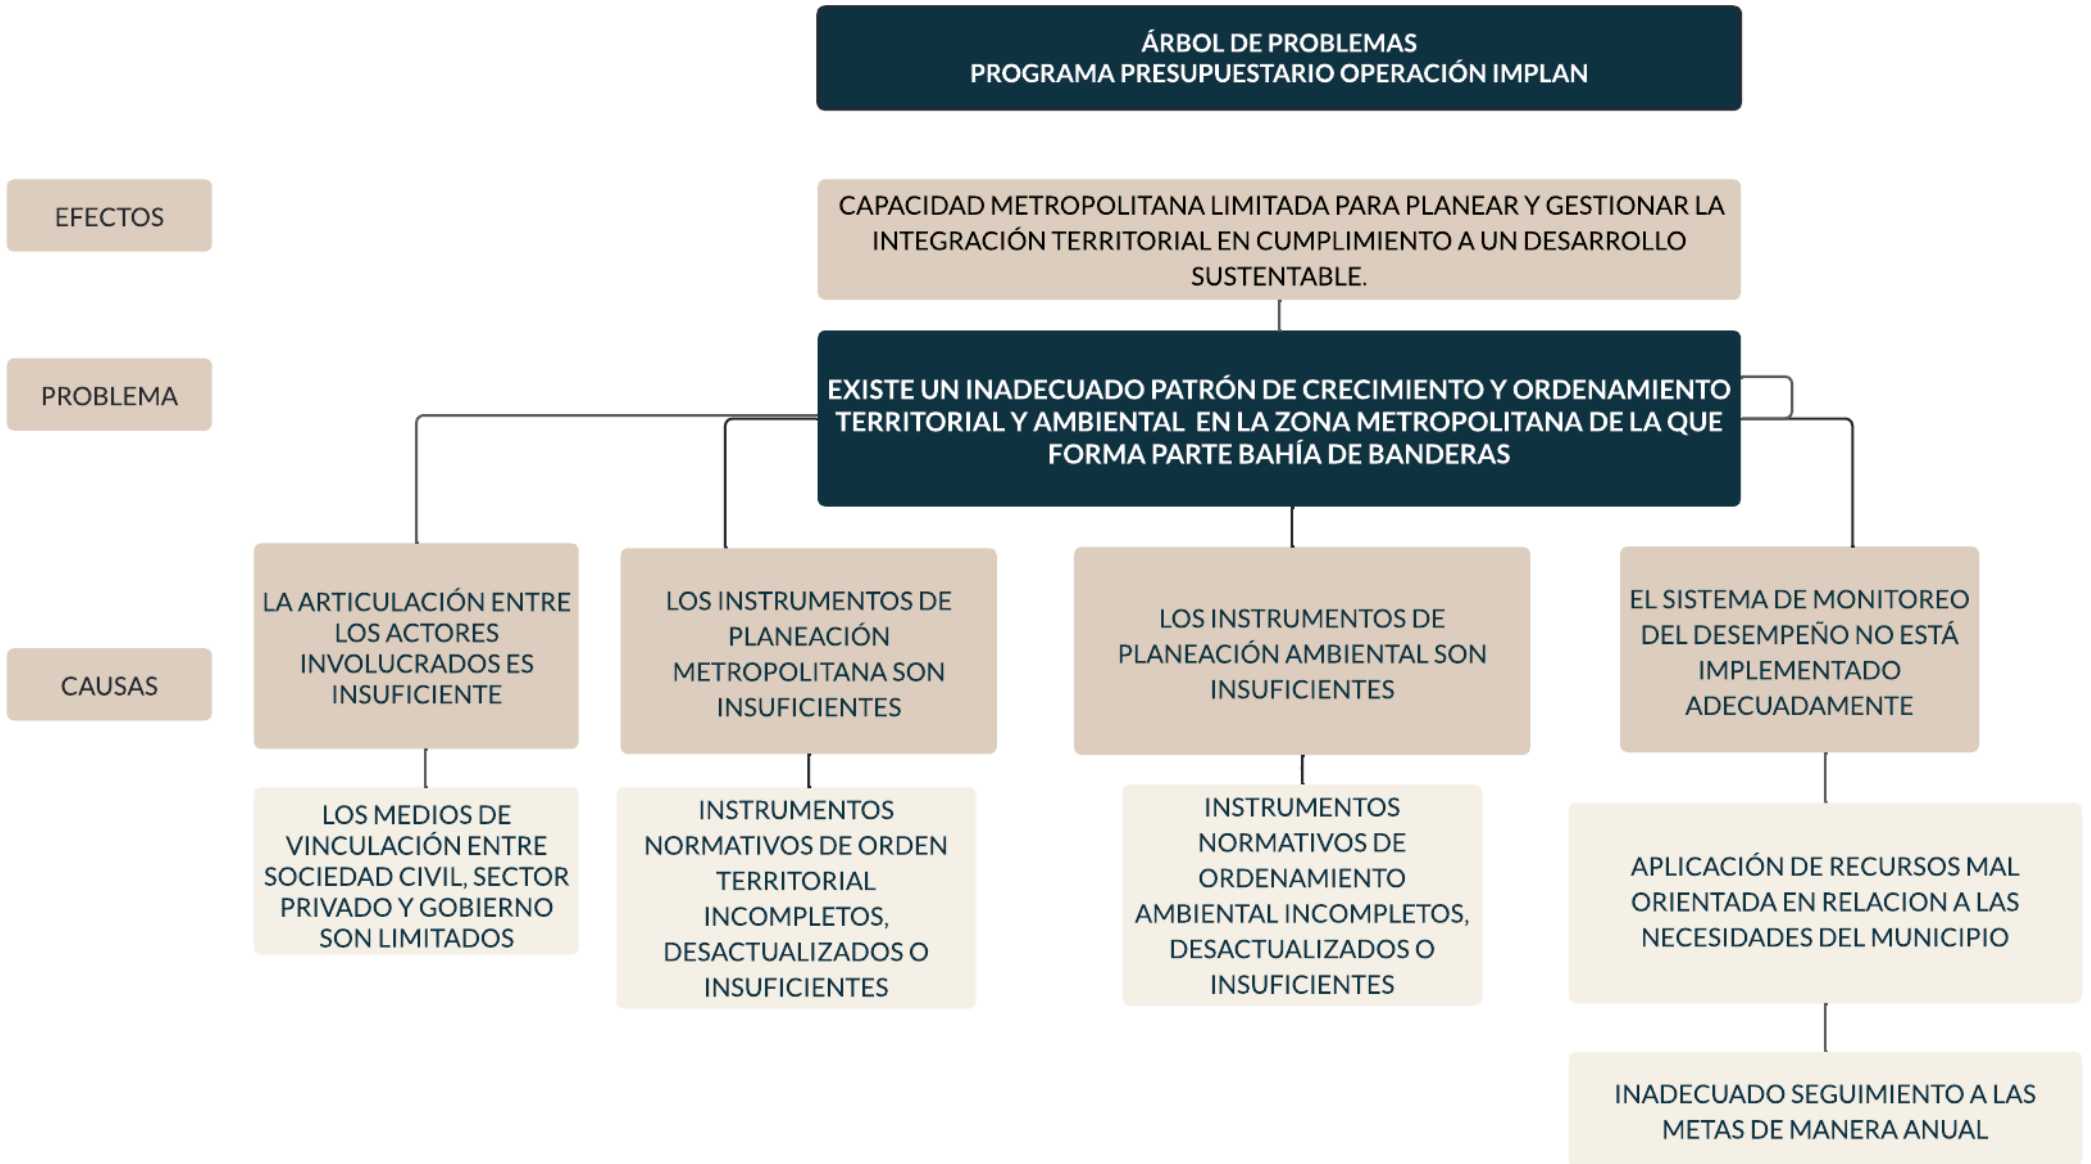 ÁRBOL DE PROBLEMAS
PROGRAMA PRESUPUESTARIO OPERACIÓN IMPLAN
EFECTOS
CAPACIDAD METROPOLITANA LIMITADA PARA PLANEAR Y GESTIONAR LA
INTEGRACIÓN TERRITORIAL EN CUMPLIMIENTO A UN DESARROLLO
SUSTENTABLE.
PROBLEMA
EXISTE UN INADECUADO PATRÓN DE CRECIMIENTO Y ORDENAMIENTO
TERRITORIAL Y AMBIENTAL EN LA ZONA METROPOLITANA DE LA QUE
FORMA PARTE BAHÍA DE BANDERAS
CAUSAS
LA ARTICULACIÓN ENTRE
LOS ACTORES
INVOLUCRADOS ES
INSUFICIENTE
LOS INSTRUMENTOS DE
PLANEACIÓN
METROPOLITANA SON
INSUFICIENTES
LOS INSTRUMENTOS DE
PLANEACIÓN AMBIENTAL SON
INSUFICIENTES
EL SISTEMA DE MONITOREO
DEL DESEMPEÑO NO ESTÁ
IMPLEMENTADO
ADECUADAMENTE
LOS MEDIOS DE
VINCULACIÓN ENTRE
SOCIEDAD CIVIL, SECTOR
PRIVADO Y GOBIERNO
SON LIMITADOS
INSTRUMENTOS
NORMATIVOS DE ORDEN
TERRITORIAL
INCOMPLETOS,
DESACTUALIZADOS O
INSUFICIENTES
INSTRUMENTOS
NORMATIVOS DE
ORDENAMIENTO
AMBIENTAL INCOMPLETOS,
DESACTUALIZADOS O
INSUFICIENTES
APLICACIÓN DE RECURSOS MAL
ORIENTADA EN RELACION A LAS
NECESIDADES DEL MUNICIPIO
INADECUADO SEGUIMIENTO A LAS
METAS DE MANERA ANUAL